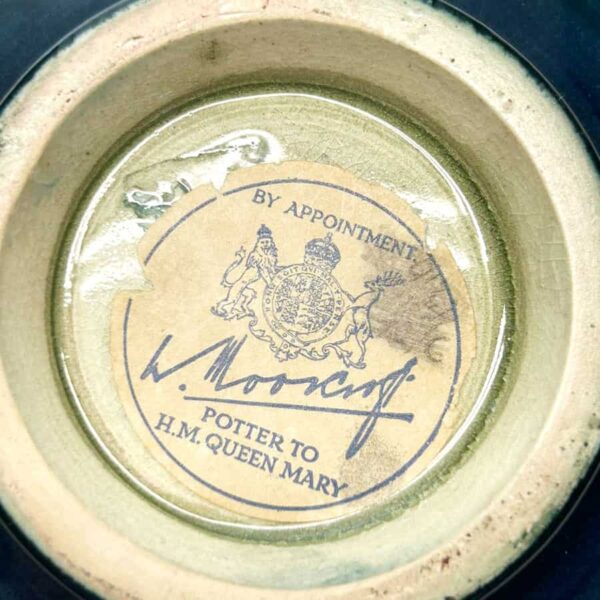 BY APPOINTMENT
W. Moorcroft
POTTER TO
H.M. QUEEN MARY